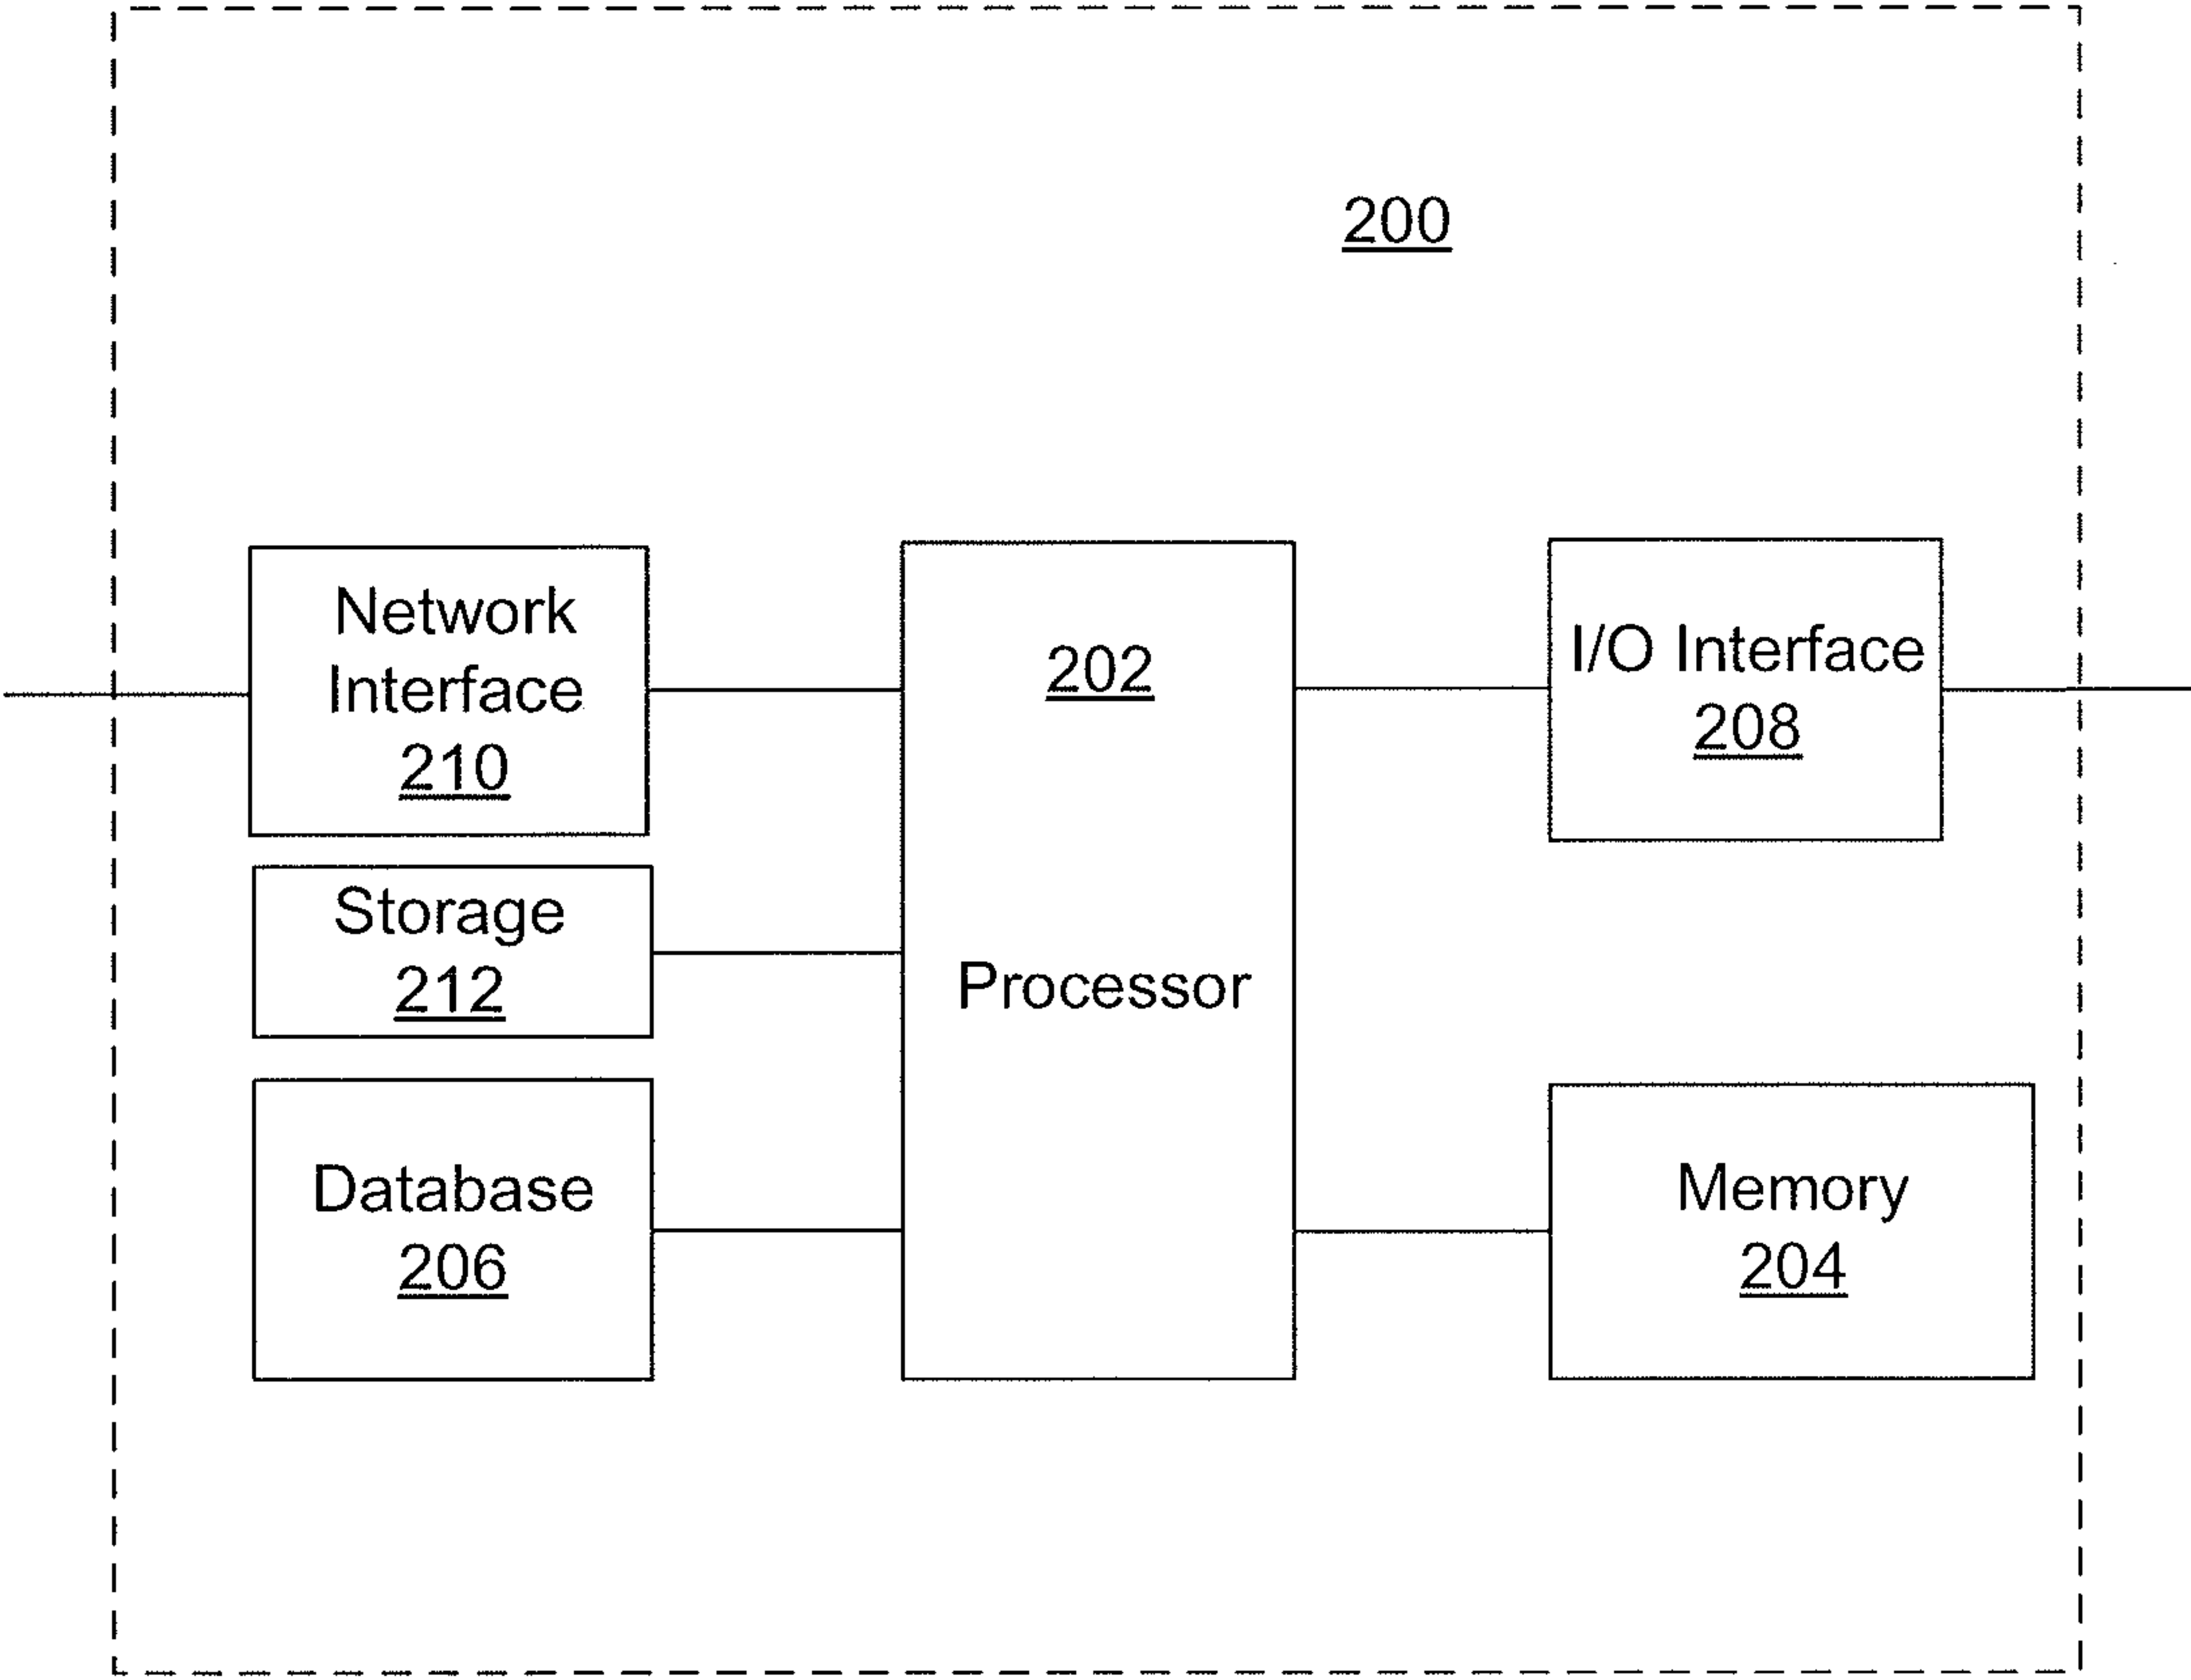 200
Network
Interface
210
202
Processor
I/O Interface
208
Storage
212
Database
206
Memory
204